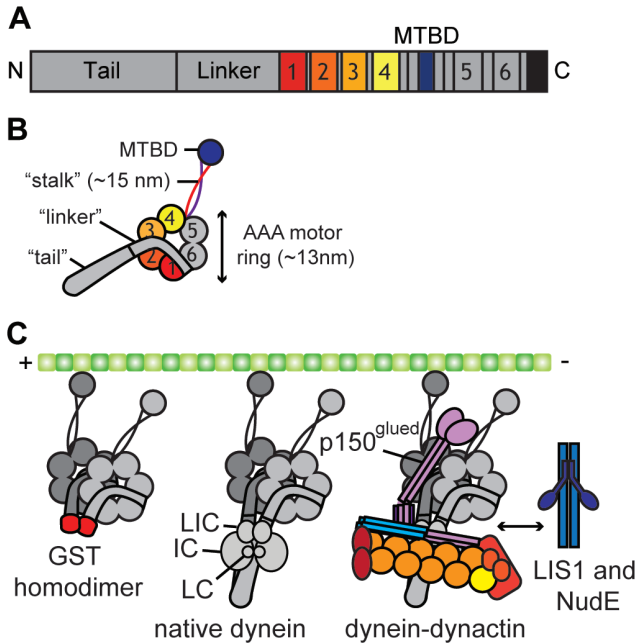 A
MTBD
N Tail Linker 1 2 3 4 5 6 C
B
MTBD
"stalk" (~15 nm)
"linker"
"tail"
4
3
5
2
6
1
AAA motor
ring (~13nm)
C
+ -
p150glued
LIC
IC
LC
GST
homodimer
native dynein
dynein-dynactin
LIS1 and
NudE